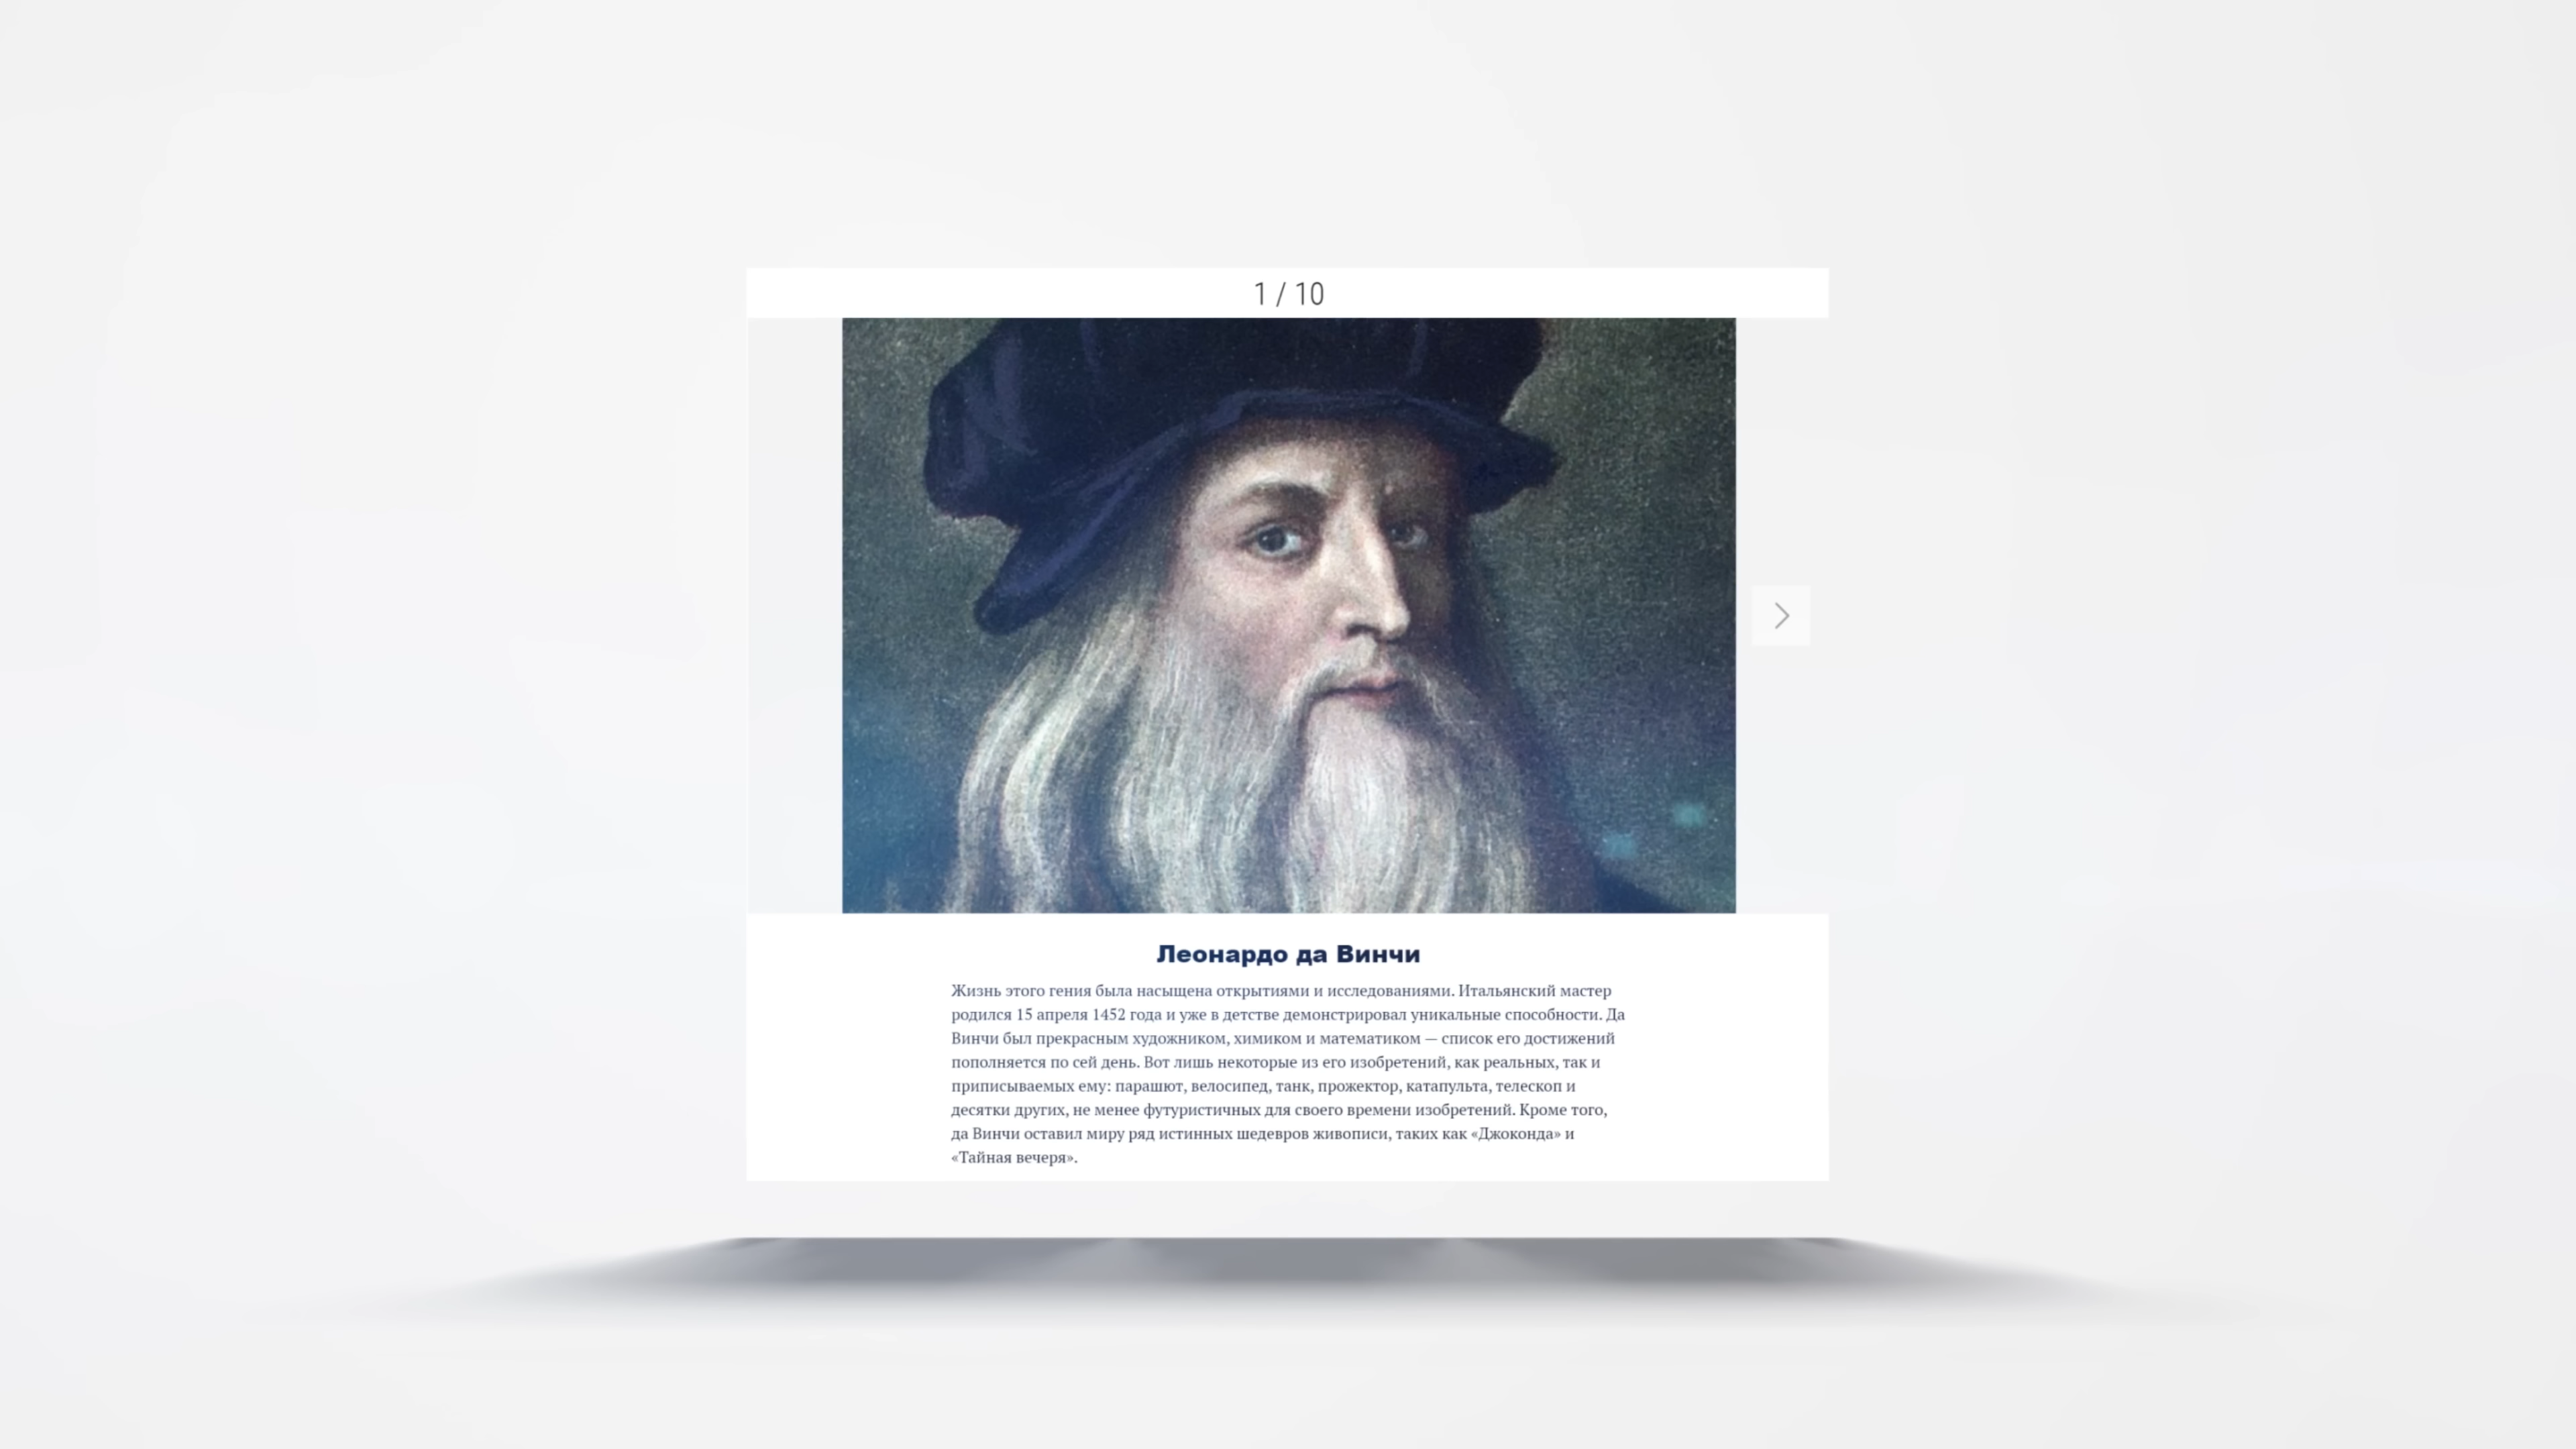 1 / 10
Леонардо да Винчи
Жизнь этого гения была насыщена открытиями и исследованиями. Итальянский мастер
родился 15 апреля 1452 года и уже в детстве демонстрировал уникальные способности. Да
Винчи был прекрасным художником, химиком и математиком — список его достижений
пополняется по сей день. Вот лишь некоторые из его изобретений, как реальных, так и
приписываемых ему: парашют, велосипед, танк, прожектор, катапульта, телескоп и
десятки других, не менее футуристичных для своего времени изобретений. Кроме того,
да Винчи оставил миру ряд истинных шедевров живописи, таких как «Джоконда» и
«Тайная вечеря».